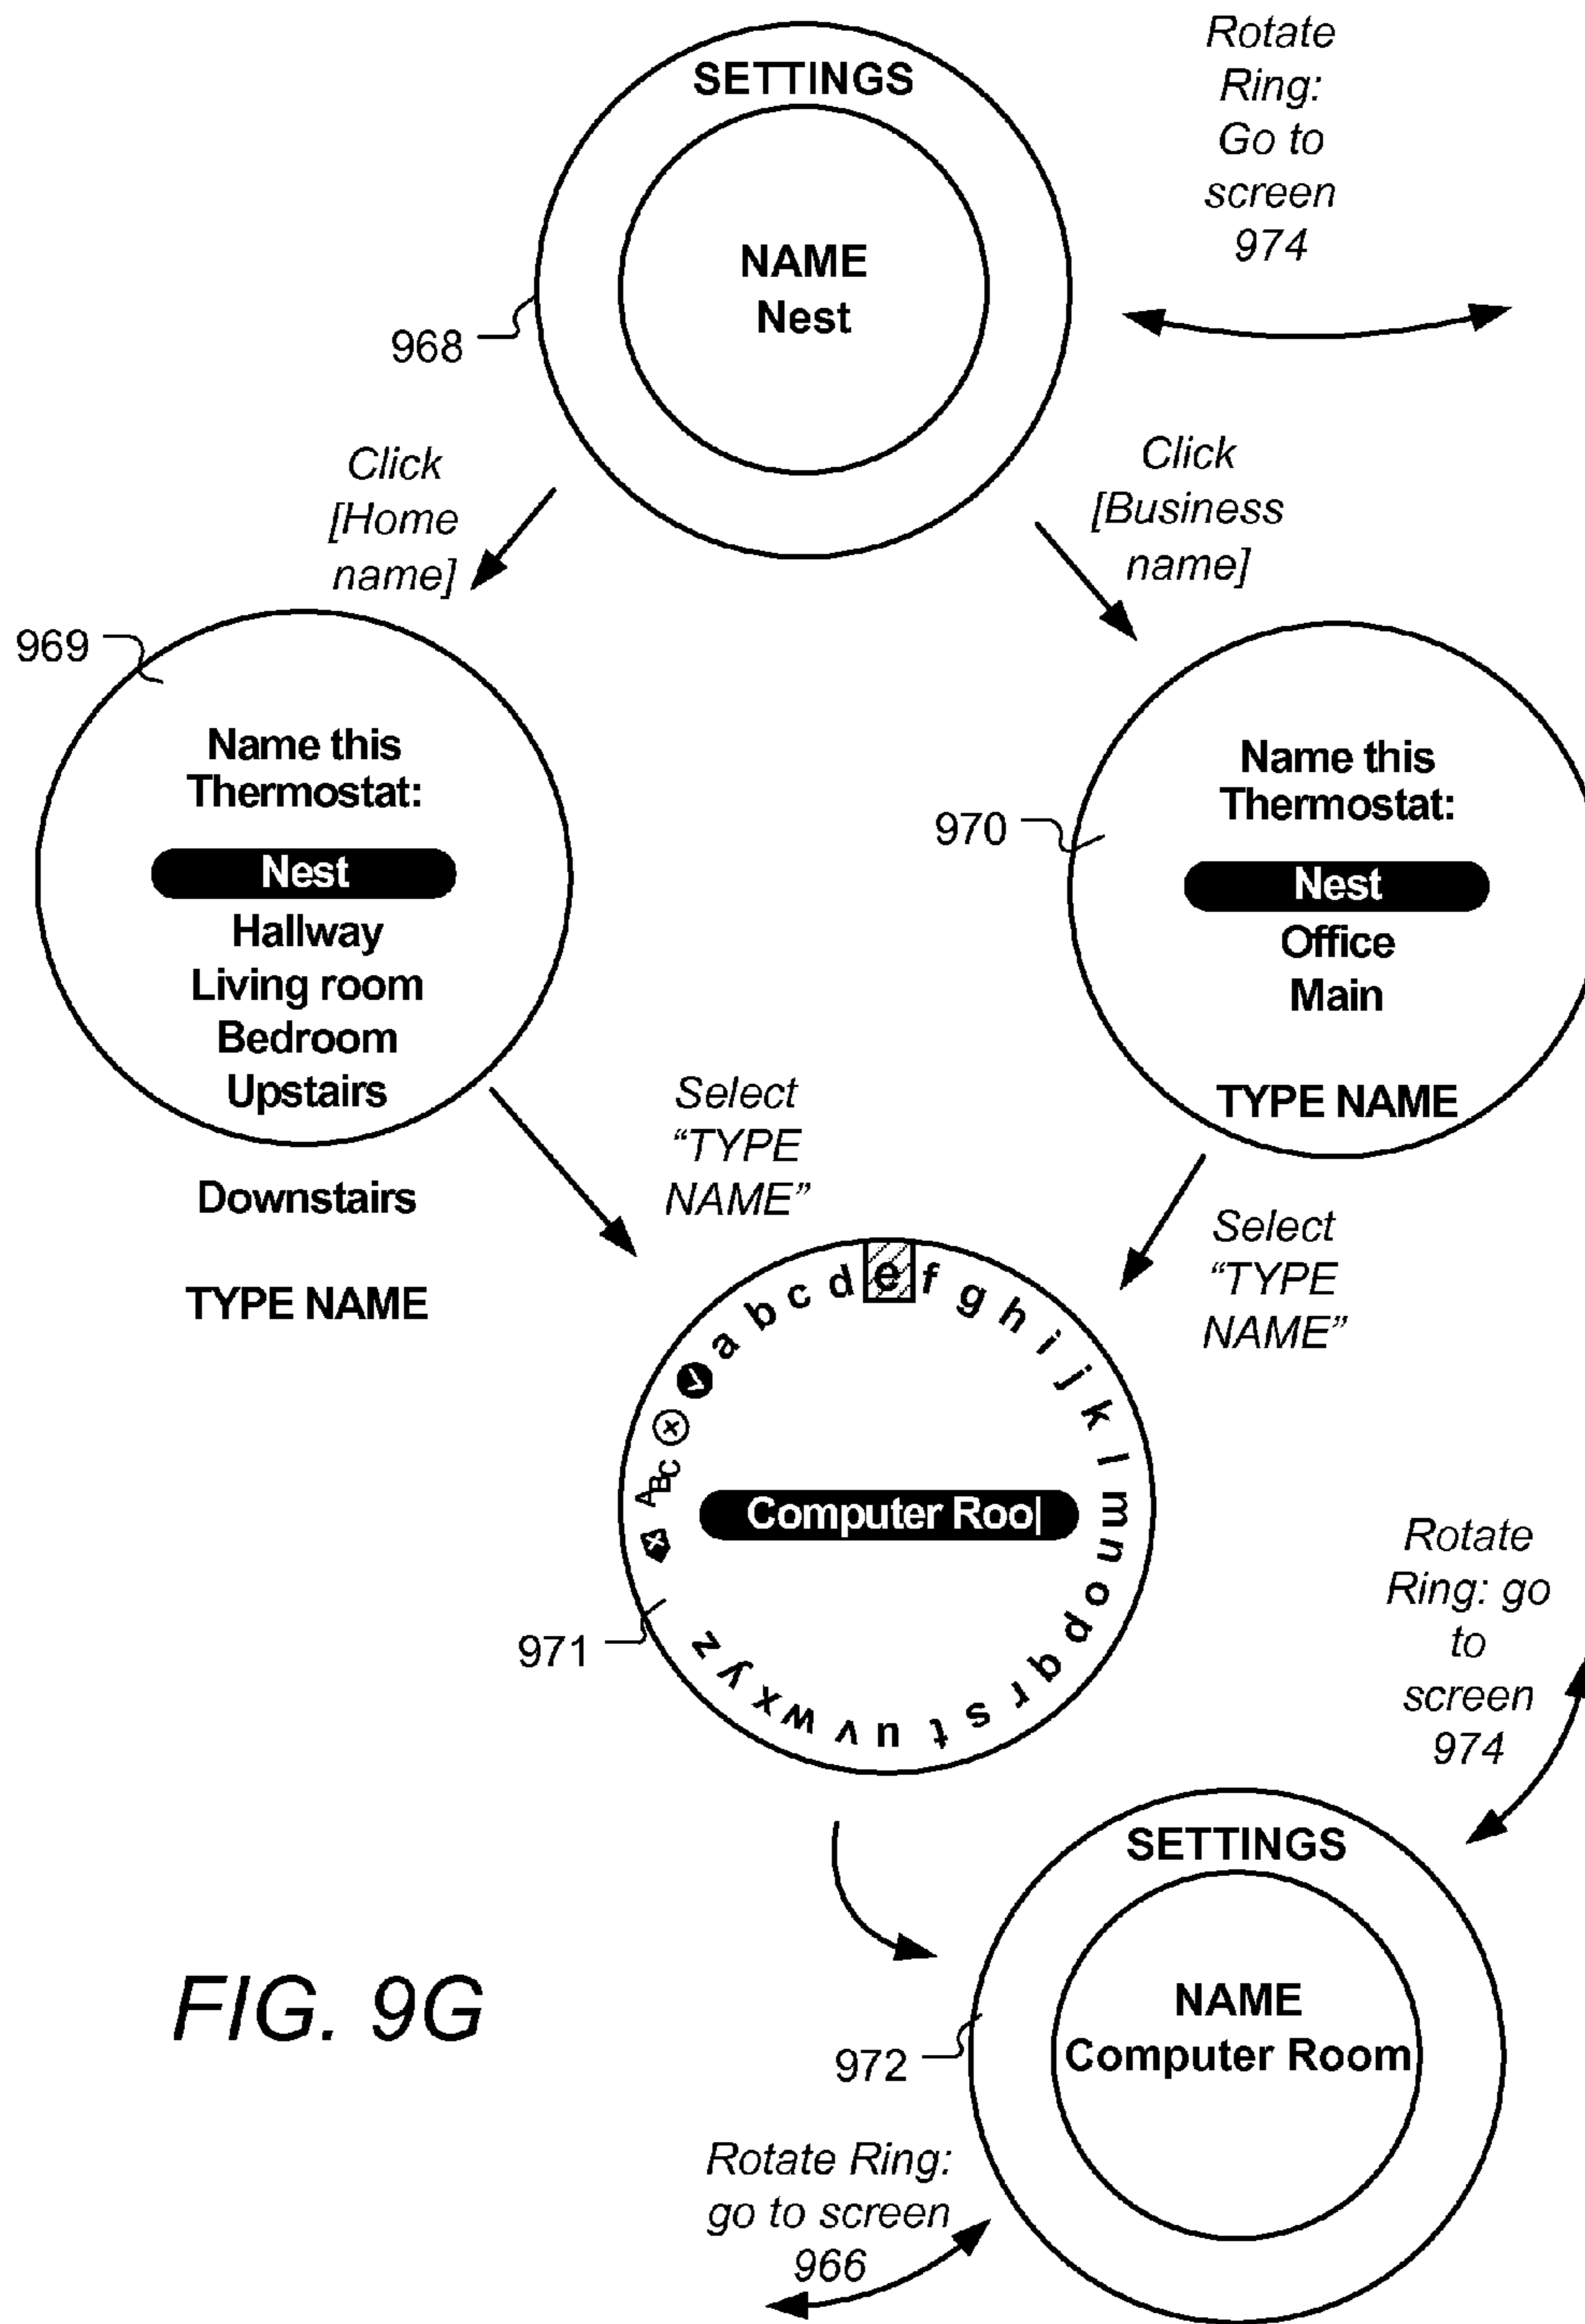 SETTINGS
NAME
Nest
968
Rotate
Ring:
Go to
screen
974
Click
[Home
name]
Click
[Business
name]
969
Name this
Thermostat:
Nest
Hallway
Living room
Bedroom
Upstairs
Downstairs
TYPE NAME
970
Name this
Thermostat:
Nest
Office
Main
TYPE NAME
Select
“TYPE
NAME”
Select
“TYPE
NAME”
a b c d e f g h i j k l m n o p q r s t u v w x y z
ABC
Computer Roo|
971
Rotate
Ring: go
to
screen
974
SETTINGS
NAME
Computer Room
972
Rotate Ring:
go to screen
966
FIG. 9G